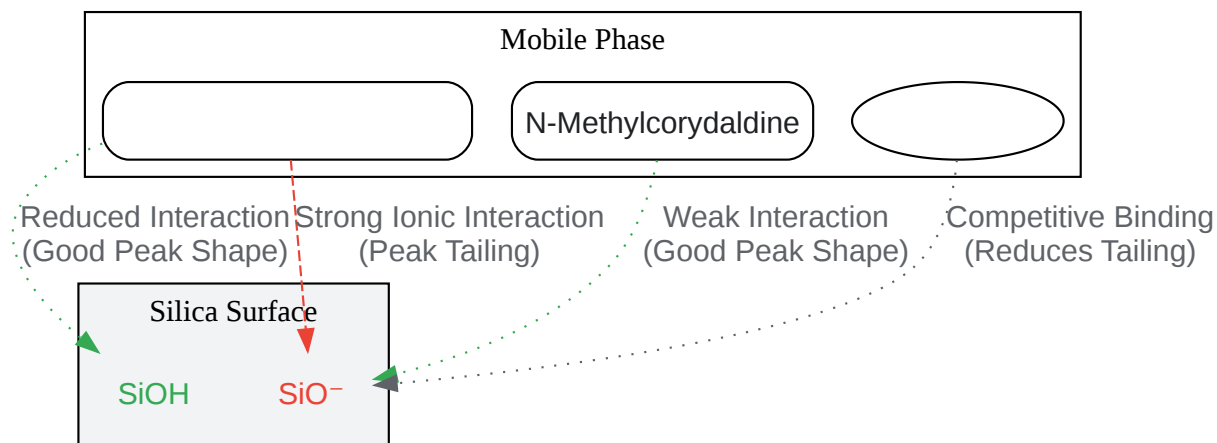 Mobile Phase
N-Methylcorydaldine
Reduced Interaction
(Good Peak Shape)
Strong Ionic Interaction
(Peak Tailing)
Weak Interaction
(Good Peak Shape)
Competitive Binding
(Reduces Tailing)
Silica Surface
SiOH
SiO⁻